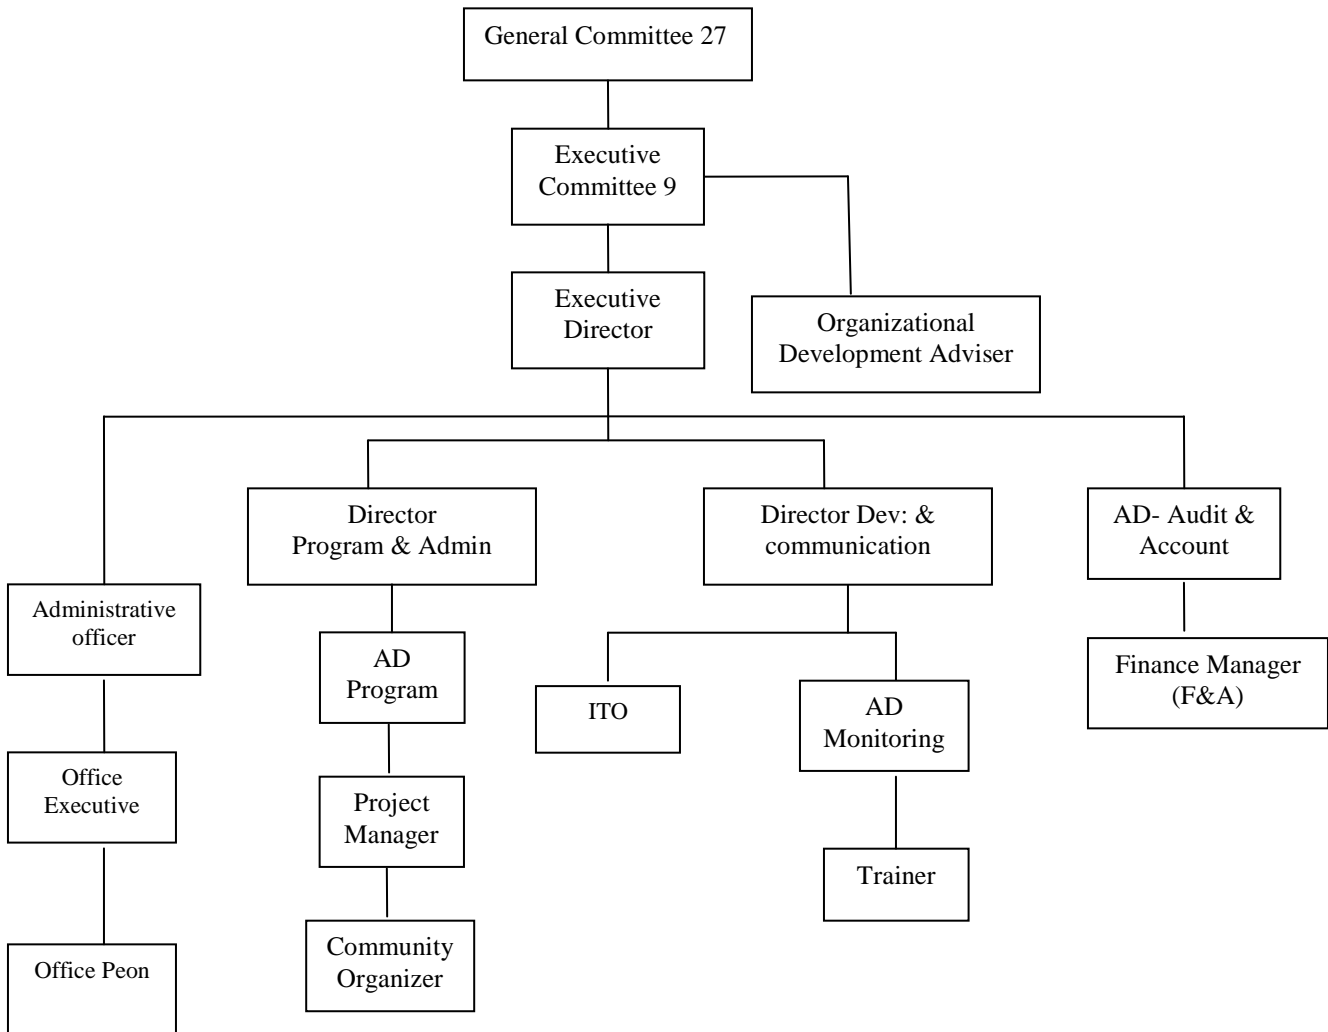 General Committee 27
Executive
Committee 9
Executive
Director
Organizational
Development Adviser
Director
Program & Admin
Director Dev: &
communication
AD- Audit &
Account
Administrative
officer
AD
Program
ITO
AD
Monitoring
Finance Manager
(F&A)
Office
Executive
Project
Manager
Trainer
Community
Organizer
Office Peon